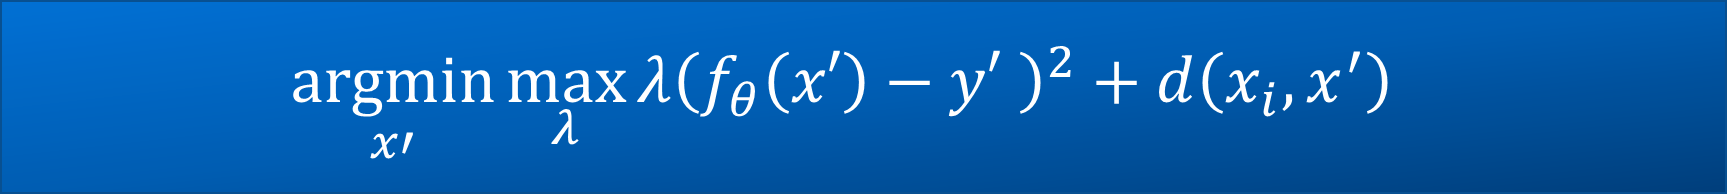 argmin max λ(f_θ(x′) − y′ )² + d(x_i, x′)
x′ λ